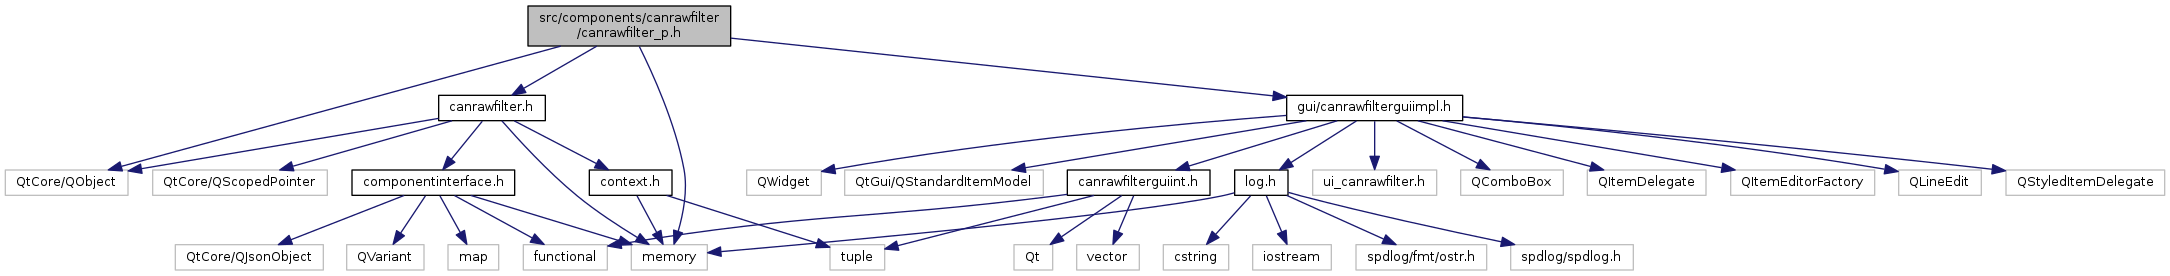 src/components/canrawfilter
/canrawfilter_p.h
canrawfilter.h
gui/canrawfilterguiimpl.h
QtCore/QObject
QtCore/QScopedPointer
componentinterface.h
context.h
QWidget
QtGui/QStandardItemModel
canrawfilterguiint.h
log.h
ui_canrawfilter.h
QComboBox
QItemDelegate
QItemEditorFactory
QLineEdit
QStyledItemDelegate
QtCore/QJsonObject
QVariant
map
functional
memory
tuple
Qt
vector
cstring
iostream
spdlog/fmt/ostr.h
spdlog/spdlog.h